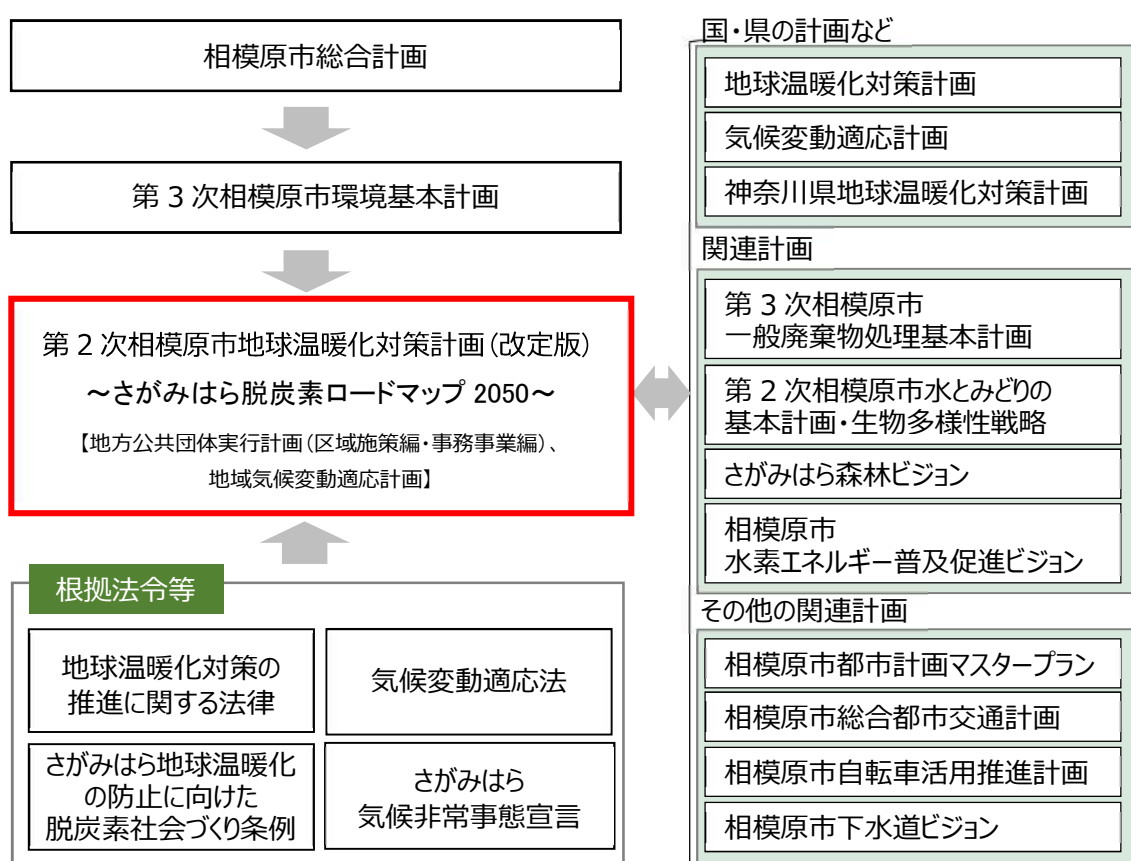 相模原市総合計画
第3次相模原市環境基本計画
第2次相模原市地球温暖化対策計画（改定版）
～さがみはら脱炭素ロードマップ 2050～
【地方公共団体実行計画（区域施策編・事務事業編）、
地域気候変動適応計画】
根拠法令等
地球温暖化対策の
推進に関する法律
気候変動適応法
さがみはら地球温暖化
の防止に向けた
脱炭素社会づくり条例
さがみはら
気候非常事態宣言
国・県の計画など
地球温暖化対策計画
気候変動適応計画
神奈川県地球温暖化対策計画
関連計画
第3次相模原市
一般廃棄物処理基本計画
第2次相模原市水とみどりの
基本計画・生物多様性戦略
さがみはら森林ビジョン
相模原市
水素エネルギー普及促進ビジョン
その他の関連計画
相模原市都市計画マスタープラン
相模原市総合都市交通計画
相模原市自転車活用推進計画
相模原市下水道ビジョン